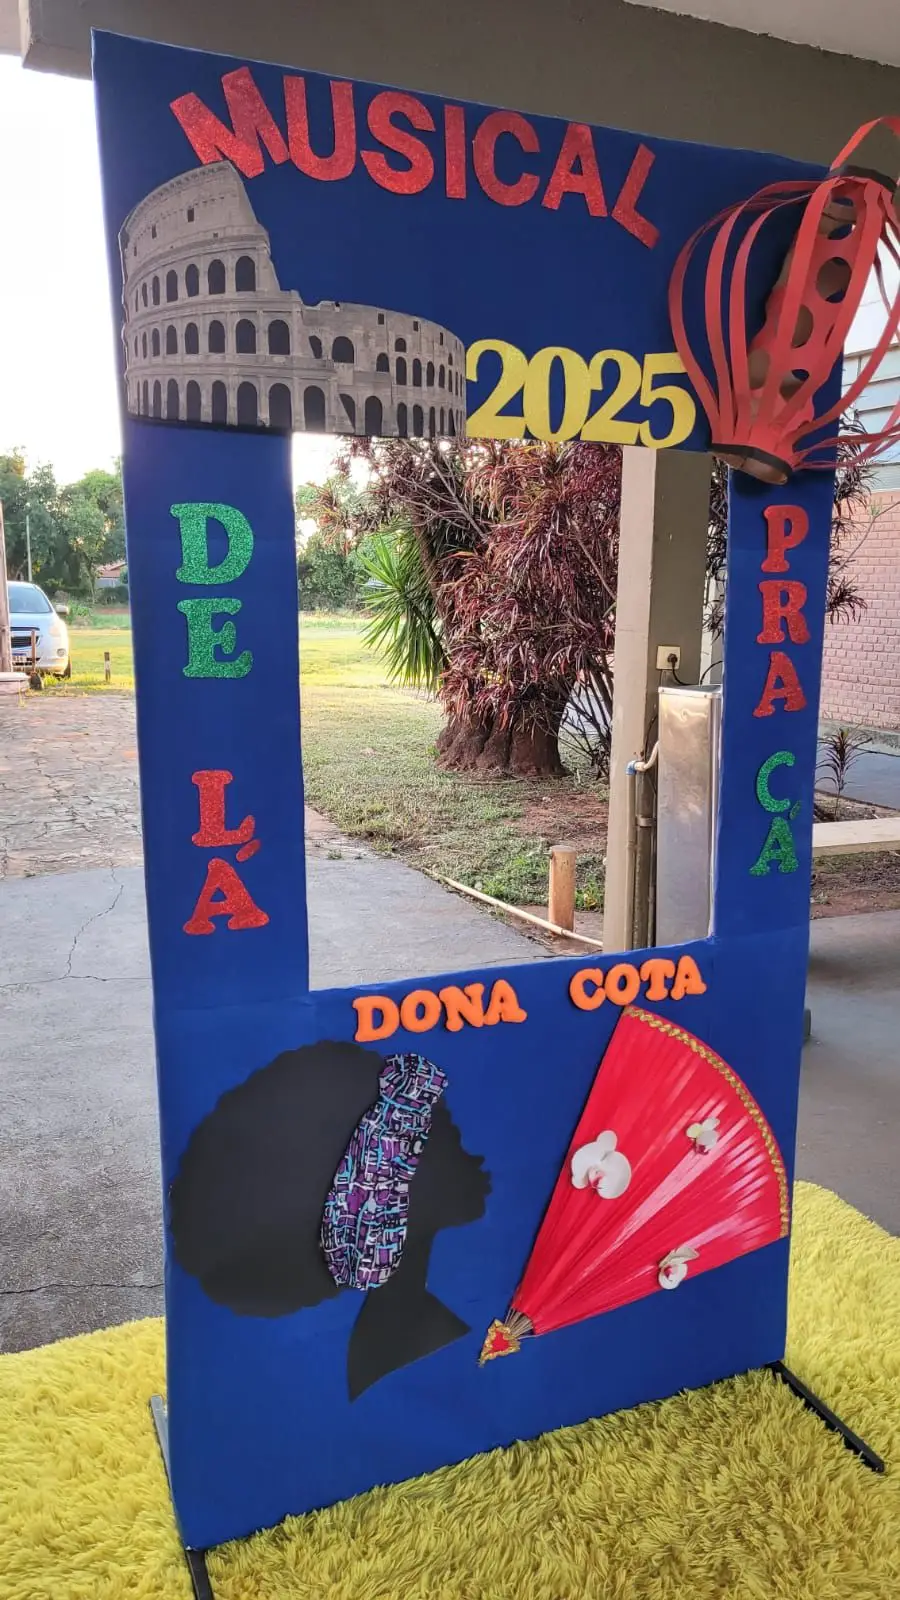 MUSICAL
2025
DE
LÁ
PRA
CÁ
DONA COTA